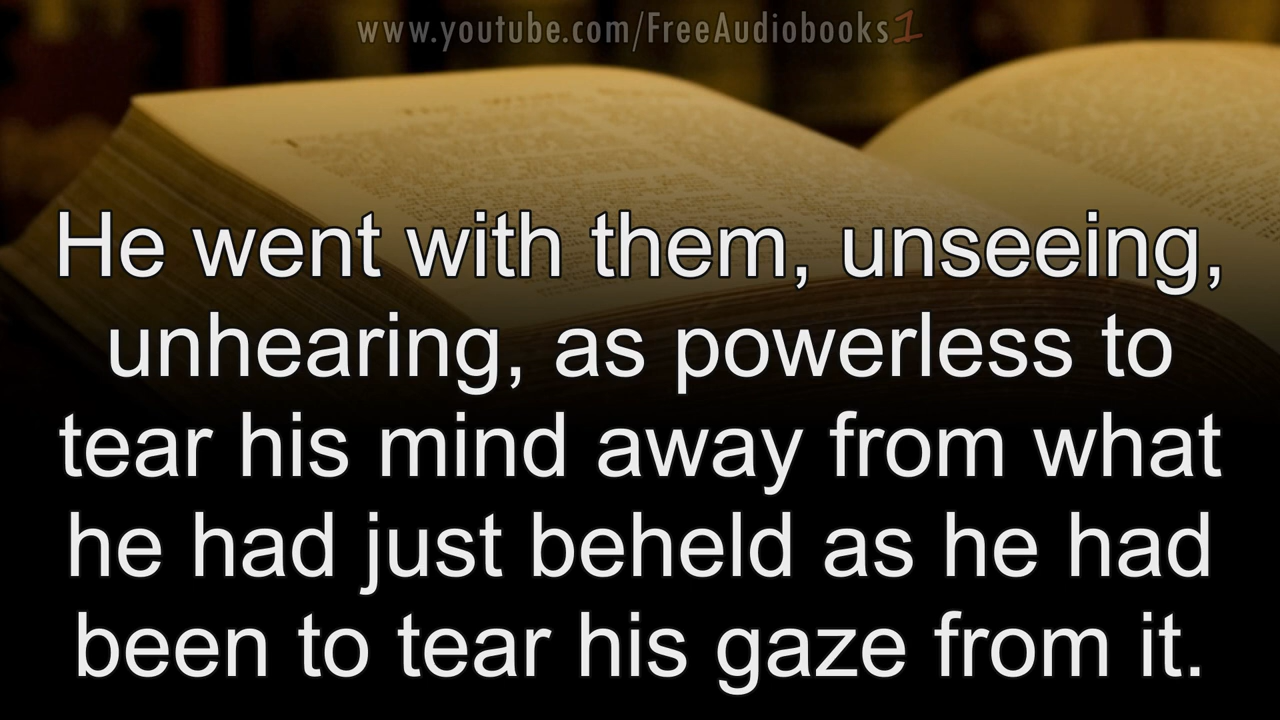 www.youtube.com/FreeAudiobooks1
He went with them, unseeing,
unhearing, as powerless to
tear his mind away from what
he had just beheld as he had
been to tear his gaze from it.